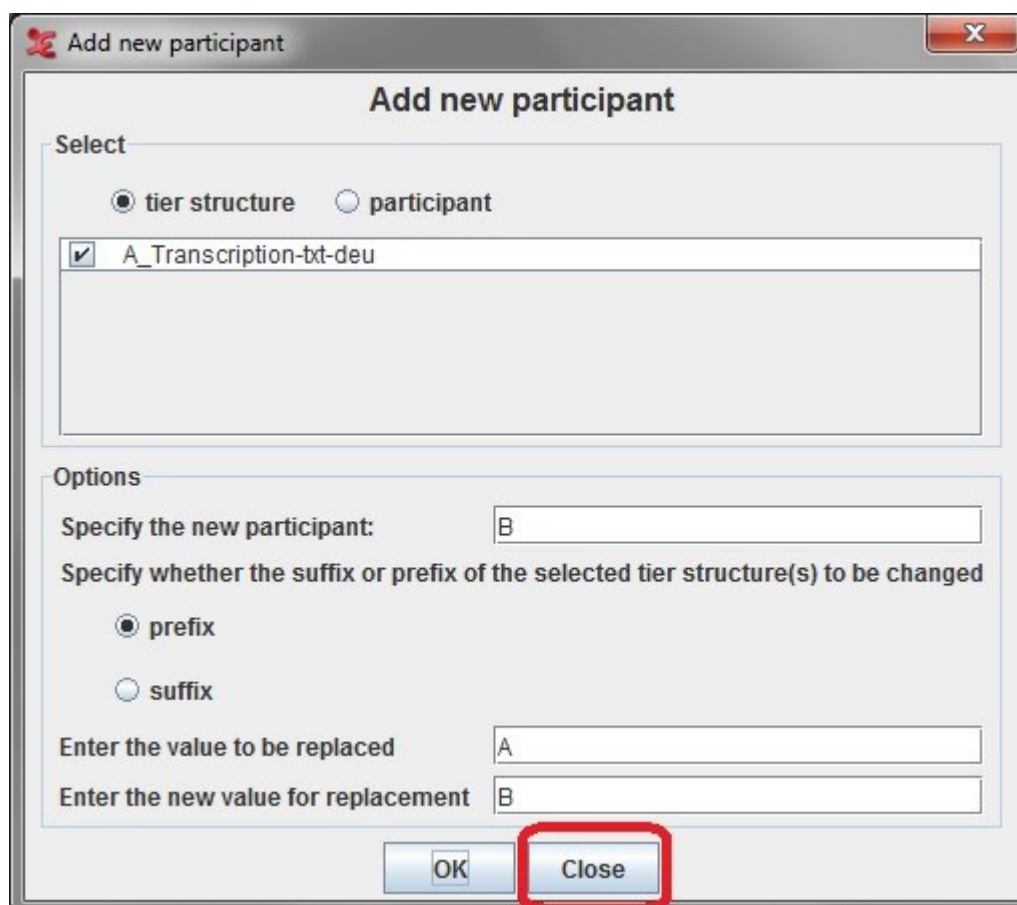 Add new participant
Add new participant
Select
tier structure participant
A_Transcription-txt-deu
Options
Specify the new participant: B
Specify whether the suffix or prefix of the selected tier structure(s) to be changed
prefix
suffix
Enter the value to be replaced A
Enter the new value for replacement B
OK Close